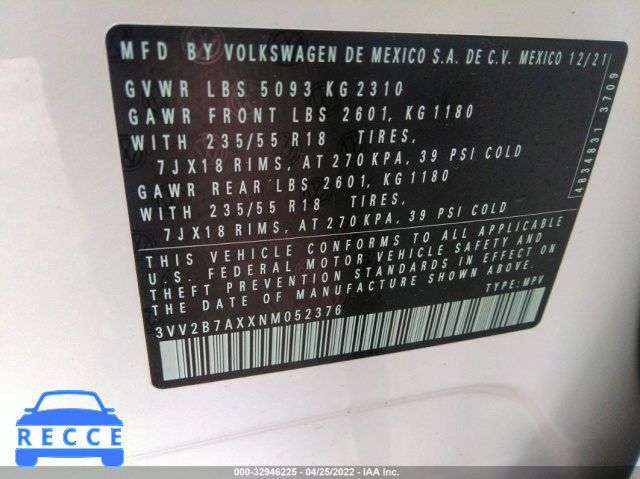 MFD BY VOLKSWAGEN DE MEXICO S.A. DE C.V. MEXICO 12/21
GVWR LBS 5093 KG 2310
GAWR FRONT LBS 2601, KG 1180
WITH 235/55 R18 TIRES,
7JX18 RIMS, AT 270 KPA, 39 PSI COLD
GAWR REAR LBS 2601, KG 1180
WITH 235/55 R18 TIRES,
7JX18 RIMS, AT 270 KPA, 39 PSI COLD
THIS VEHICLE CONFORMS TO ALL APPLICABLE
U.S. FEDERAL MOTOR VEHICLE SAFETY AND
THEFT PREVENTION STANDARDS IN EFFECT ON
THE DATE OF MANUFACTURE SHOWN ABOVE.
TYPE:MPV
3VV2B7AXXNM052376
4834831 3709
RECCE
000-32946225 - 04/25/2022 - IAA Inc.